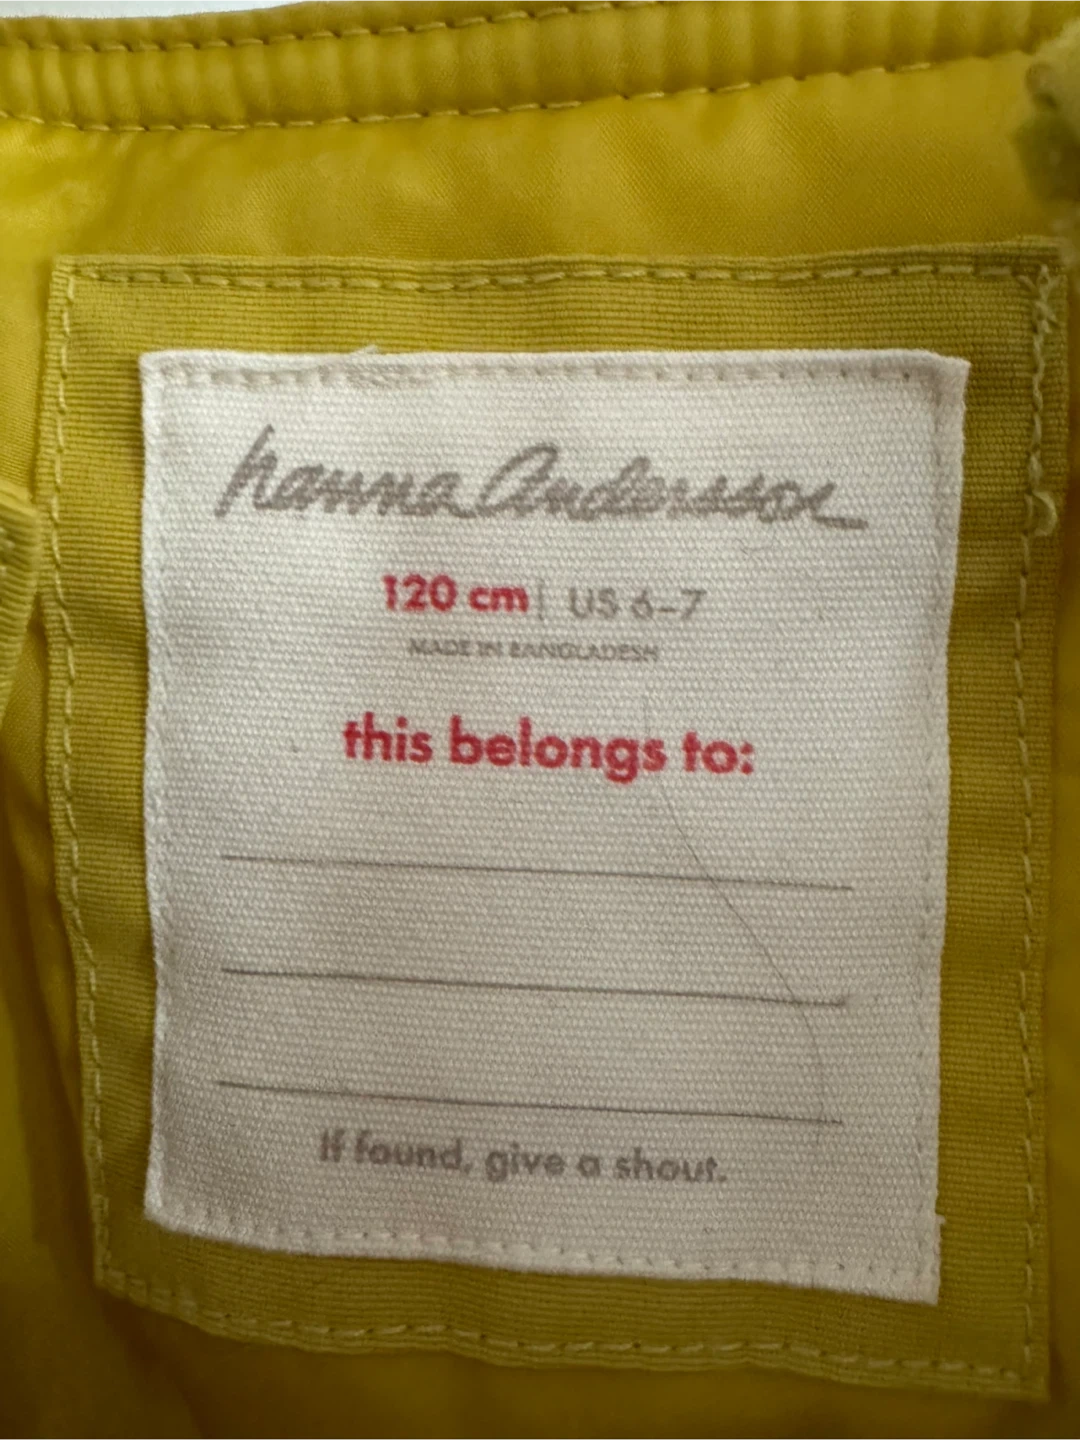 hanna Andersson
120 cm | US 6–7
MADE IN BANGLADESH
this belongs to:
If found, give a shout.